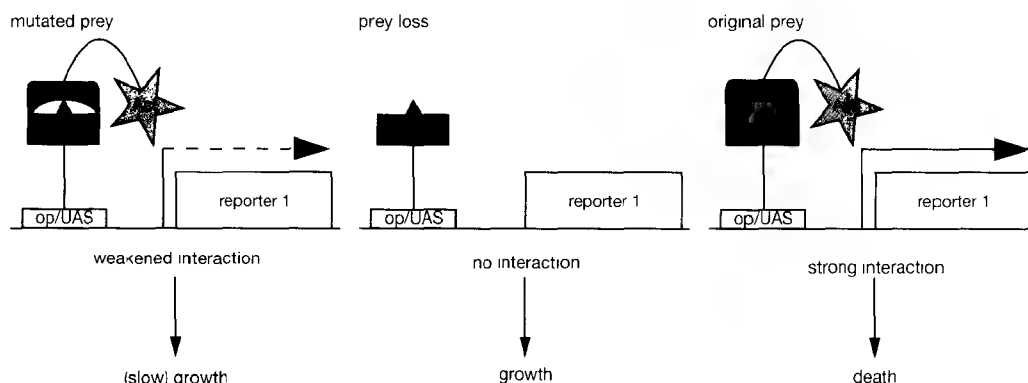 mutated prey
prey loss
original prey
op/UAS
reporter 1
op/UAS
reporter 1
op/UAS
reporter 1
weakened interaction
no interaction
strong interaction
(slow) growth
growth
death